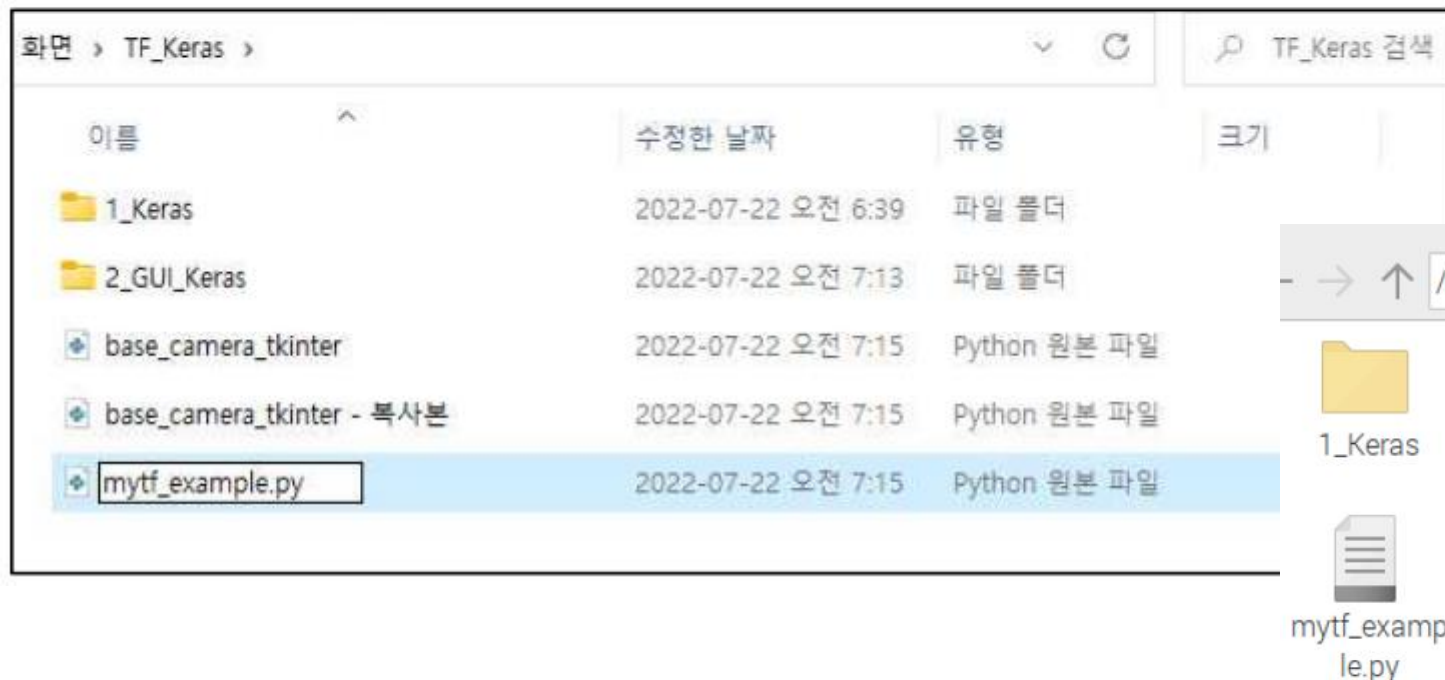 화면 › TF_Keras ›
TF_Keras 검색
이름 수정한 날짜 유형 크기
1_Keras 2022-07-22 오전 6:39 파일 폴더
2_GUI_Keras 2022-07-22 오전 7:13 파일 폴더
base_camera_tkinter 2022-07-22 오전 7:15 Python 원본 파일
base_camera_tkinter - 복사본 2022-07-22 오전 7:15 Python 원본 파일
mytf_example.py 2022-07-22 오전 7:15 Python 원본 파일
/
1_Keras
mytf_examp
le.py